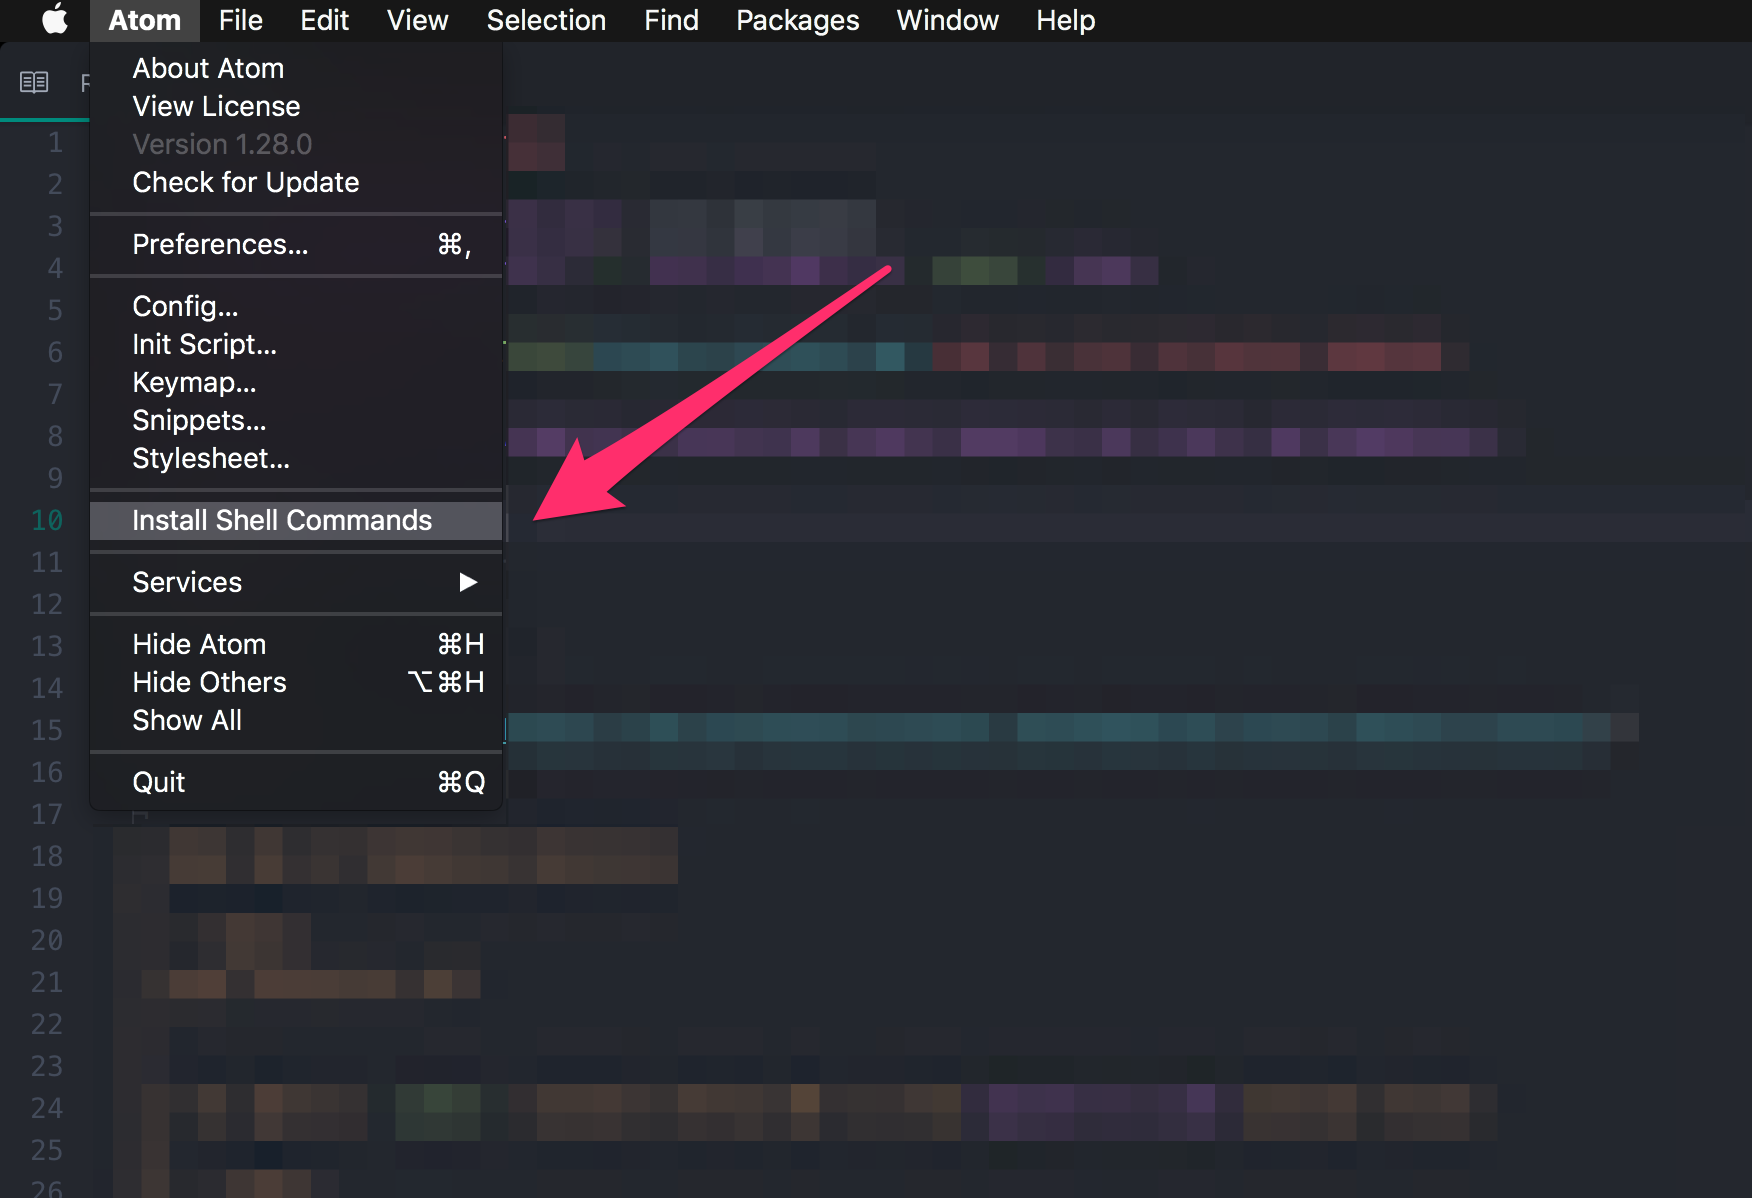 Atom File Edit View Selection Find Packages Window Help
About Atom
View License
Version 1.28.0
Check for Update
Preferences... ⌘,
Config...
Init Script...
Keymap...
Snippets...
Stylesheet...
Install Shell Commands
Services ▶
Hide Atom ⌘H
Hide Others ⌥⌘H
Show All
Quit ⌘Q
1
2
3
4
5
6
7
8
9
10
11
12
13
14
15
16
17
18
19
20
21
22
23
24
25
26